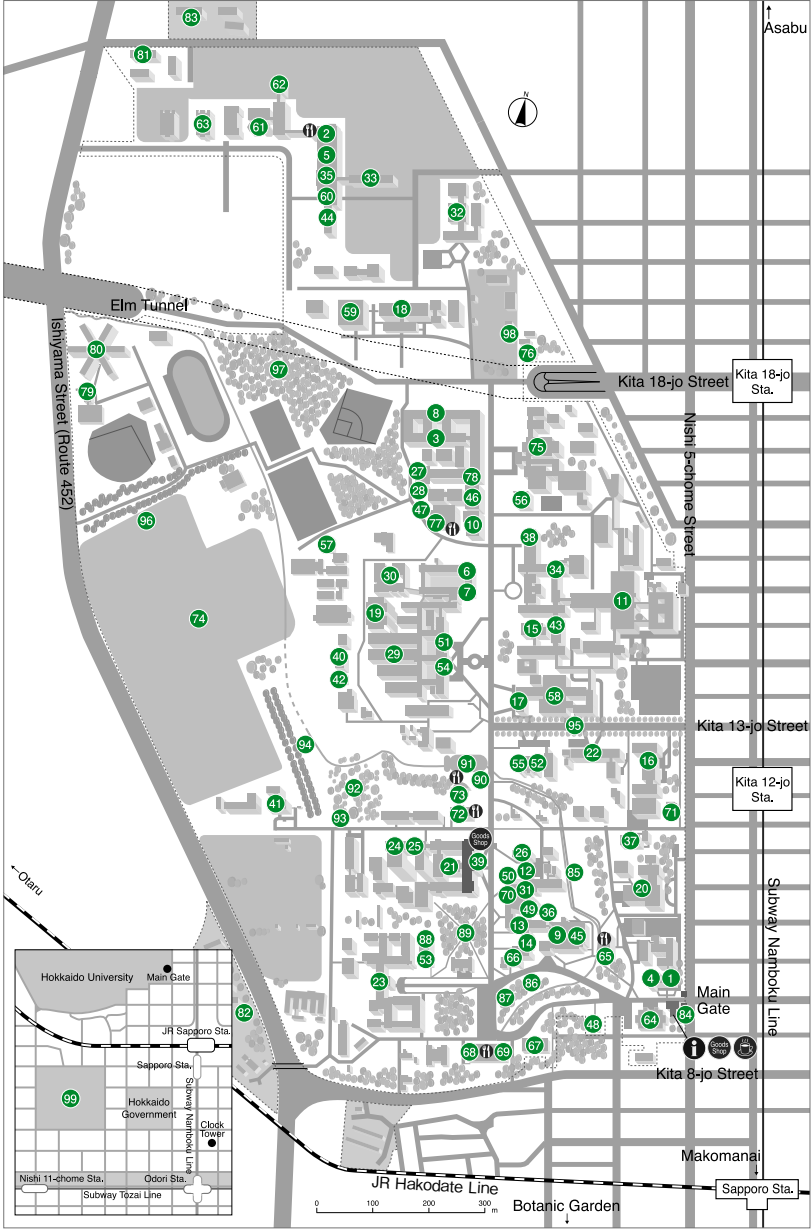 83
Asabu
81
62
N
63
61
2
5
35
33
60
44
32
Elm Tunnel
59
18
98
76
80
97
Kita 18-jo Street
Kita 18-jo
Sta.
79
Ishiyama Street (Route 452)
8
3
75
Nishi 5-chome Street
27
78
28
46
56
47
77
10
96
38
57
34
6
30
7
11
74
19
15
43
51
40
29
54
42
58
17
95
Kita 13-jo Street
94
22
91
55
52
16
90
Kita 12-jo
Sta.
92
73
41
72
71
93
Goods
Shop
37
24
25
26
21
39
12
85
50
31
20
70
Otaru
49
36
13
89
9
45
88
14
53
66
65
23
86
4
1
87
Main
Gate
82
48
64
84
68
69
67
Goods
Shop
Kita 8-jo Street
Subway Namboku Line
Hokkaido University
Main Gate
JR Sapporo Sta.
Sapporo Sta.
99
Hokkaido
Government
Subway Namboku Line
Clock
Tower
Nishi 11-chome Sta.
Odori Sta.
Subway Tozai Line
Makomanai
JR Hakodate Line
Sapporo Sta.
0 100 200 300
m
Botanic Garden